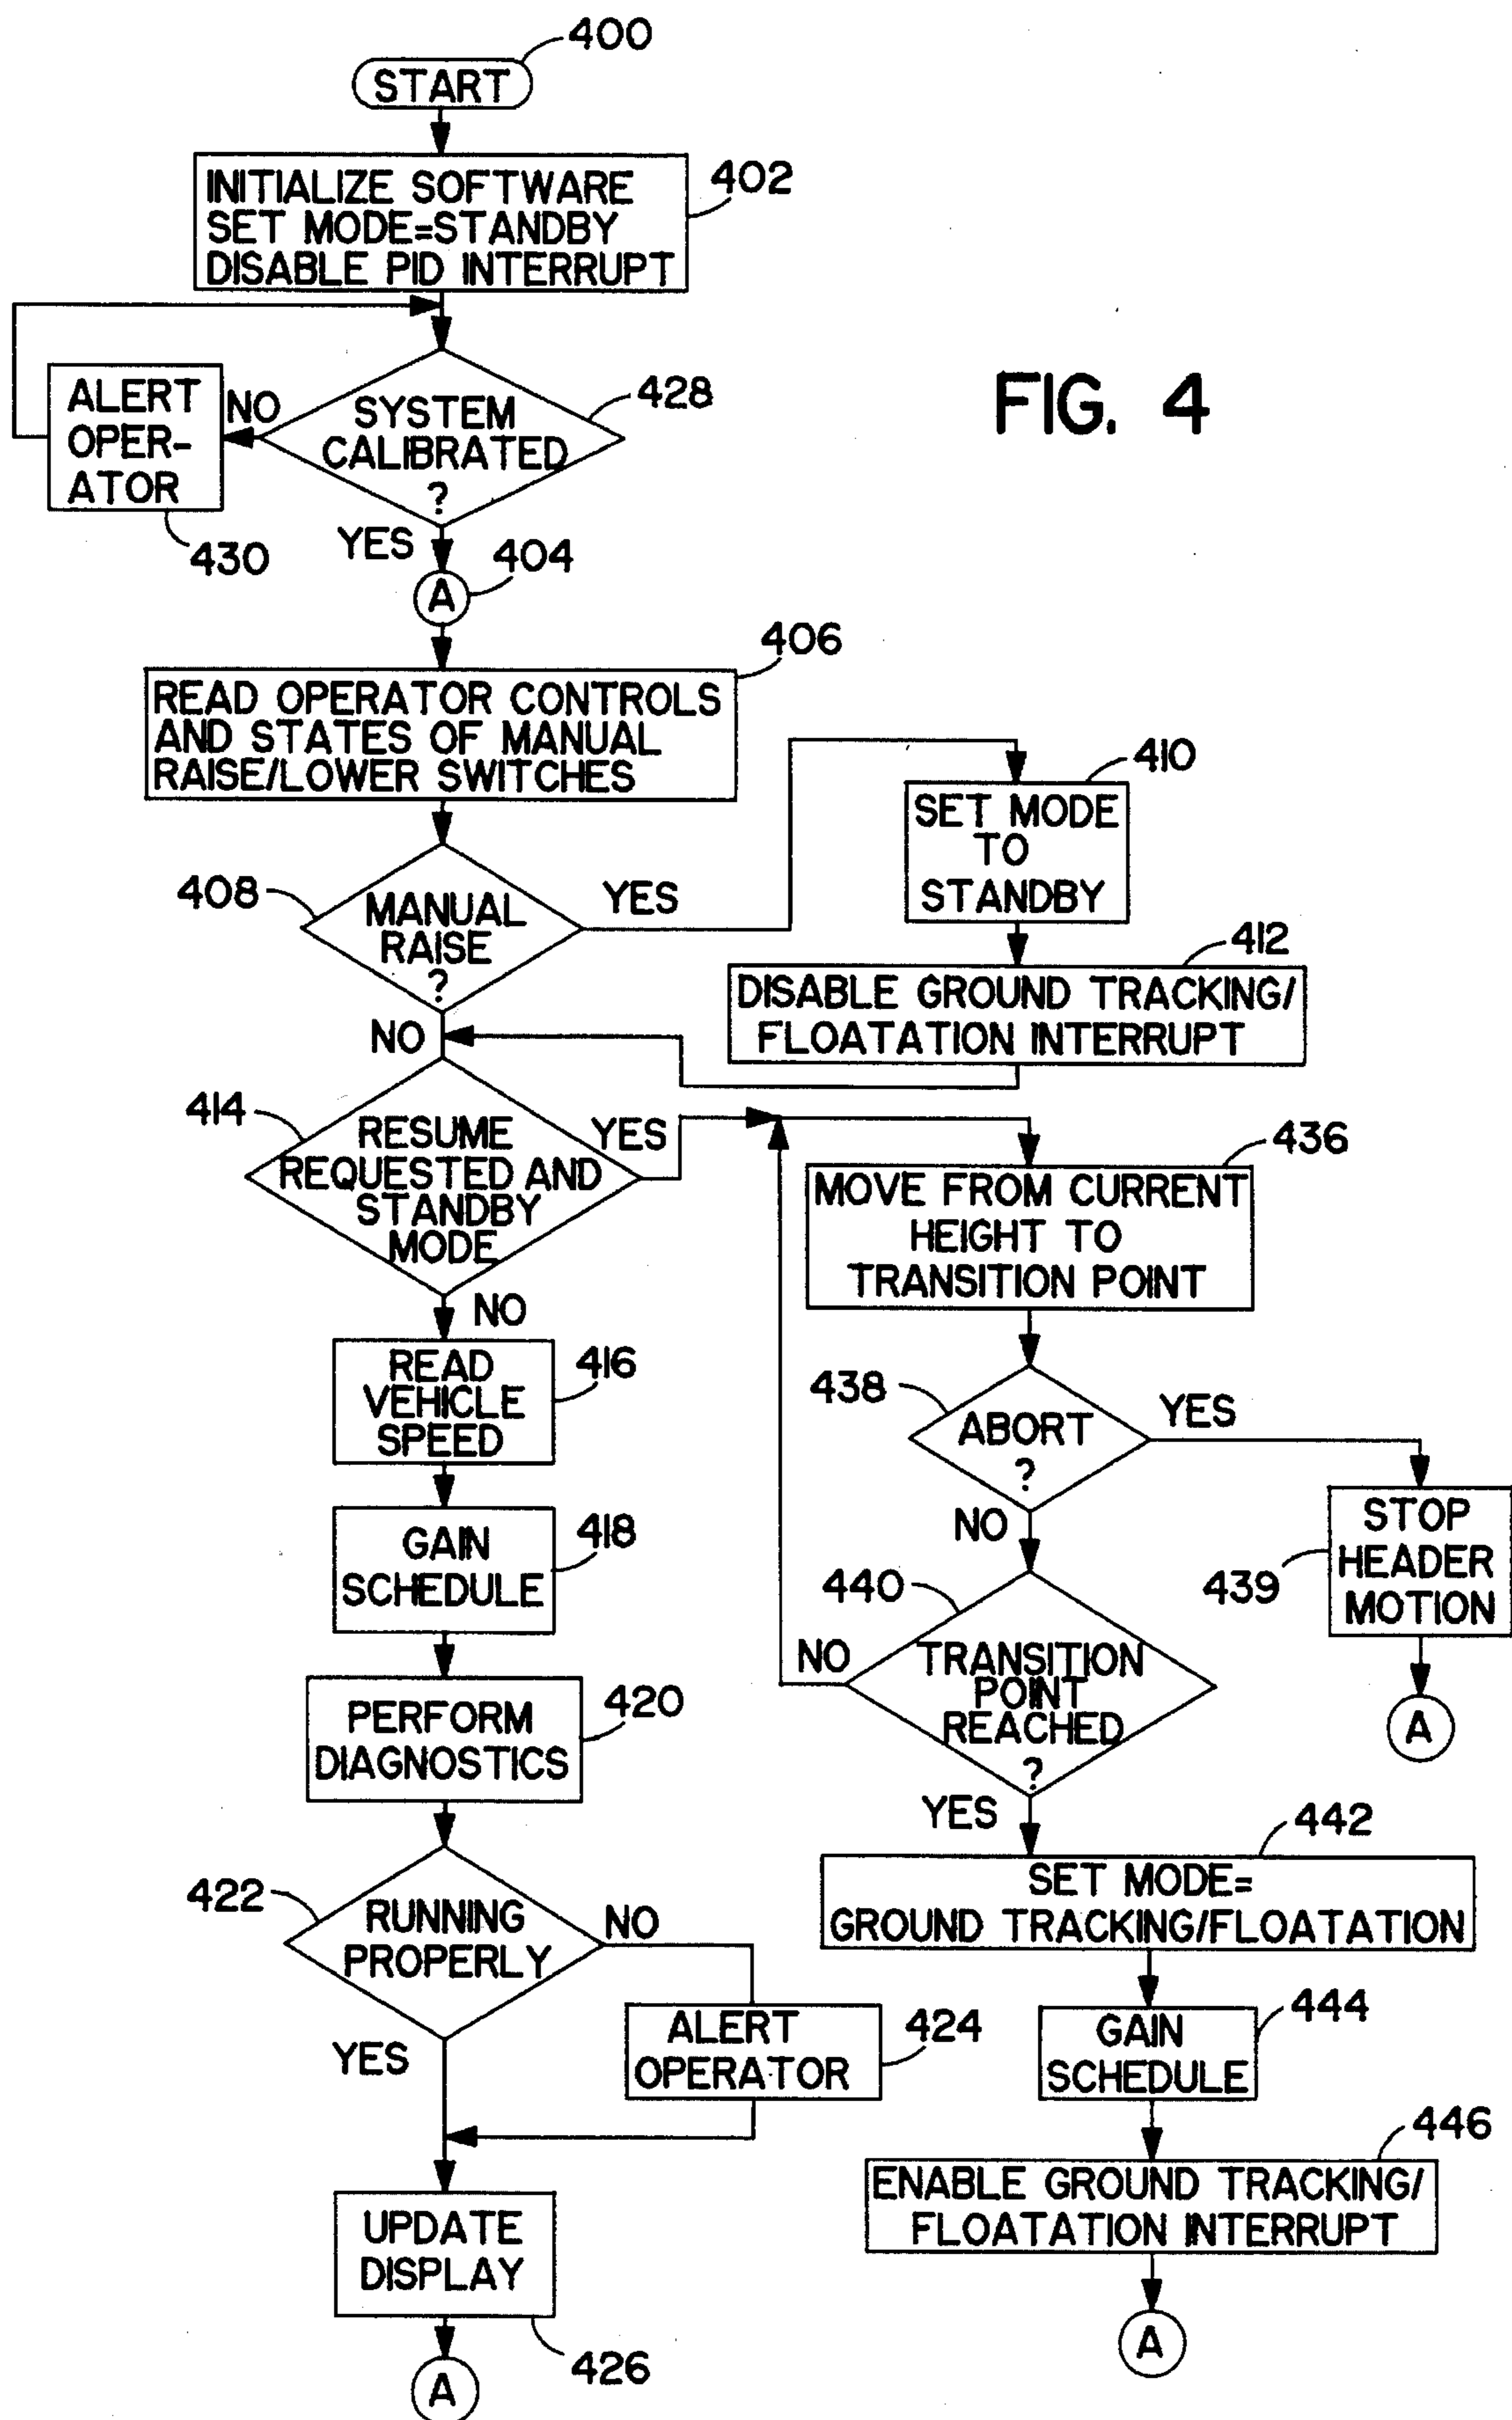 400
START
INITIALIZE SOFTWARE
SET MODE=STANDBY
DISABLE PID INTERRUPT
402
FIG. 4
ALERT
OPER-
ATOR
430
NO
SYSTEM
CALIBRATED
?
428
YES
A
404
406
READ OPERATOR CONTROLS
AND STATES OF MANUAL
RAISE/LOWER SWITCHES
408
MANUAL
RAISE
?
YES
NO
410
SET MODE
TO
STANDBY
412
DISABLE GROUND TRACKING/
FLOATATION INTERRUPT
414
RESUME
REQUESTED AND
STANDBY
MODE
YES
NO
436
MOVE FROM CURRENT
HEIGHT TO
TRANSITION POINT
READ
VEHICLE
SPEED
416
438
ABORT
?
YES
NO
STOP
HEADER
MOTION
439
A
GAIN
SCHEDULE
418
440
TRANSITION
POINT
REACHED
?
NO
YES
PERFORM
DIAGNOSTICS
420
442
SET MODE=
GROUND TRACKING/FLOATATION
422
RUNNING
PROPERLY
NO
YES
ALERT
OPERATOR
424
GAIN
SCHEDULE
444
446
ENABLE GROUND TRACKING/
FLOATATION INTERRUPT
A
UPDATE
DISPLAY
426
A